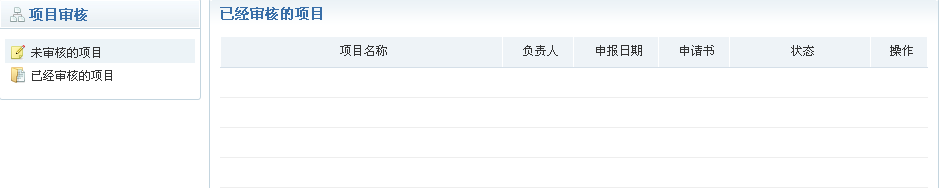 项目审核
未审核的项目
已经审核的项目
已经审核的项目
项目名称 负责人 申报日期 申请书 状态 操作